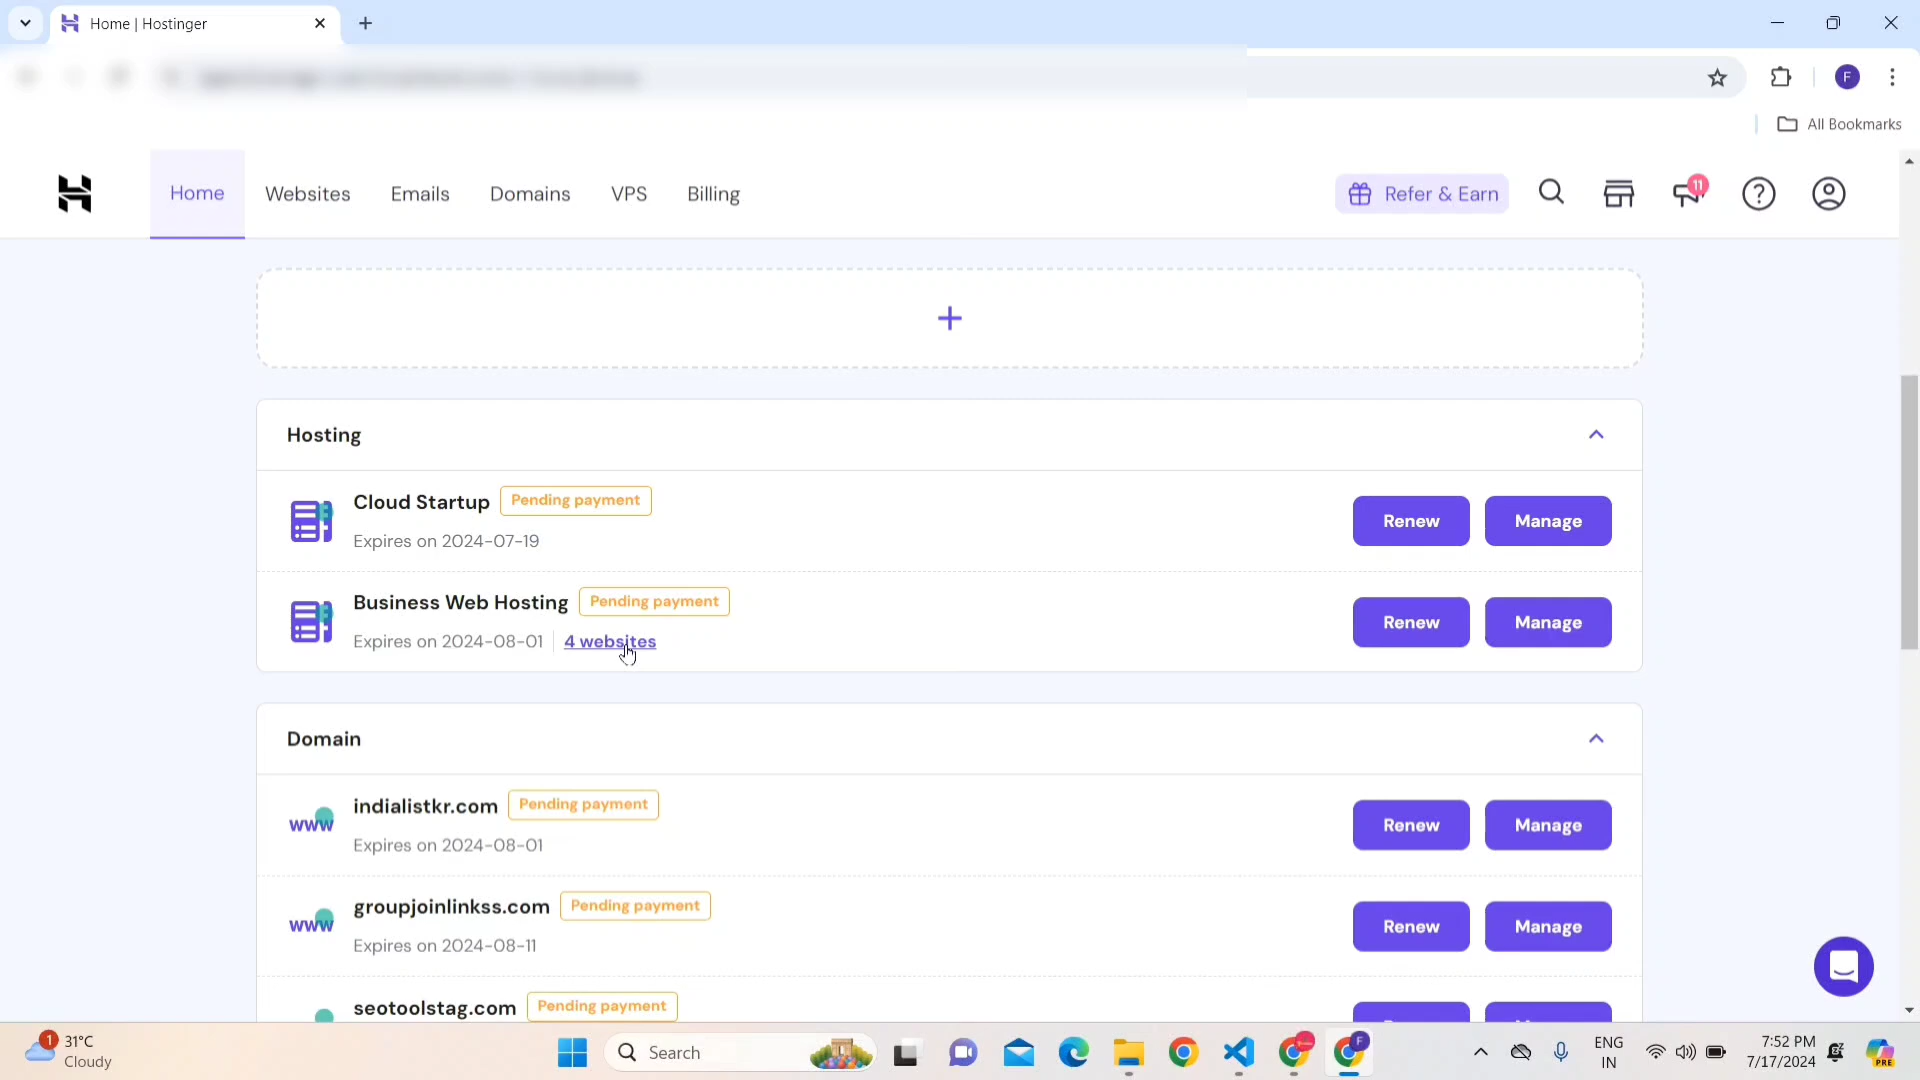 Home | Hostinger
All Bookmarks
Home Websites Emails Domains VPS Billing Refer & Earn 11
F
Hosting
Cloud Startup Pending payment
Expires on 2024-07-19
Renew Manage
Business Web Hosting Pending payment
Expires on 2024-08-01 4 websites
Renew Manage
Domain
www
indialistkr.com Pending payment
Expires on 2024-08-01
Renew Manage
www
groupjoinlinkss.com Pending payment
Expires on 2024-08-11
Renew Manage
seotoolstag.com Pending payment
1 31°C
Cloudy
Search
F
ENG
IN
7:52 PM
7/17/2024
PRE